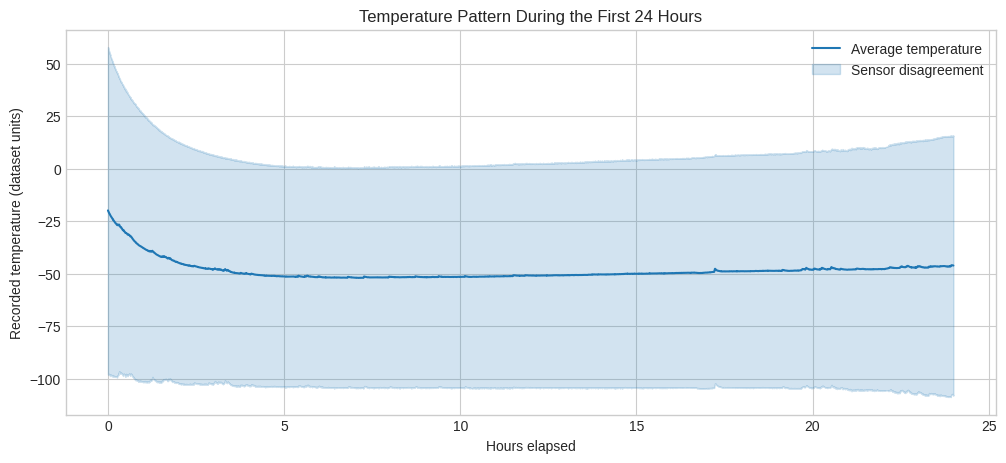 Temperature Pattern During the First 24 Hours
Average temperature
Sensor disagreement
Recorded temperature (dataset units)
50
25
0
−25
−50
−75
−100
0 5 10 15 20 25
Hours elapsed